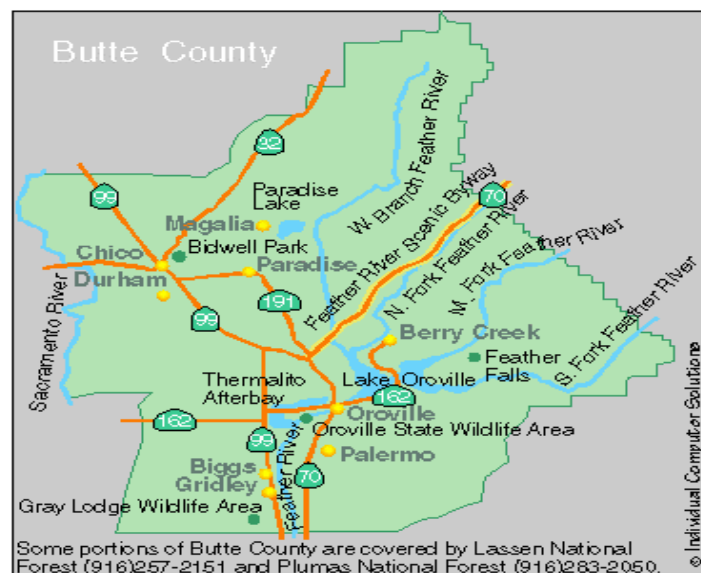 Butte County
32
99
Paradise
Lake
W. Branch Feather River
Feather River Scenic Byway
70
Magalia
Bidwell Park
N. Fork Feather River
M. Fork Feather River
Chico
Durham
Paradise
191
Sacramento River
99
S. Fork Feather River
Berry Creek
Feather
Falls
Thermalito
Afterbay
Lake Oroville
162
162
Oroville
Oroville State Wildlife Area
99
Feather River
70
Palermo
Biggs
Gridley
Gray Lodge Wildlife Area
© Individual Computer Solutions
Some portions of Butte County are covered by Lassen National
Forest (916)257-2151 and Plumas National Forest (916)283-2050.